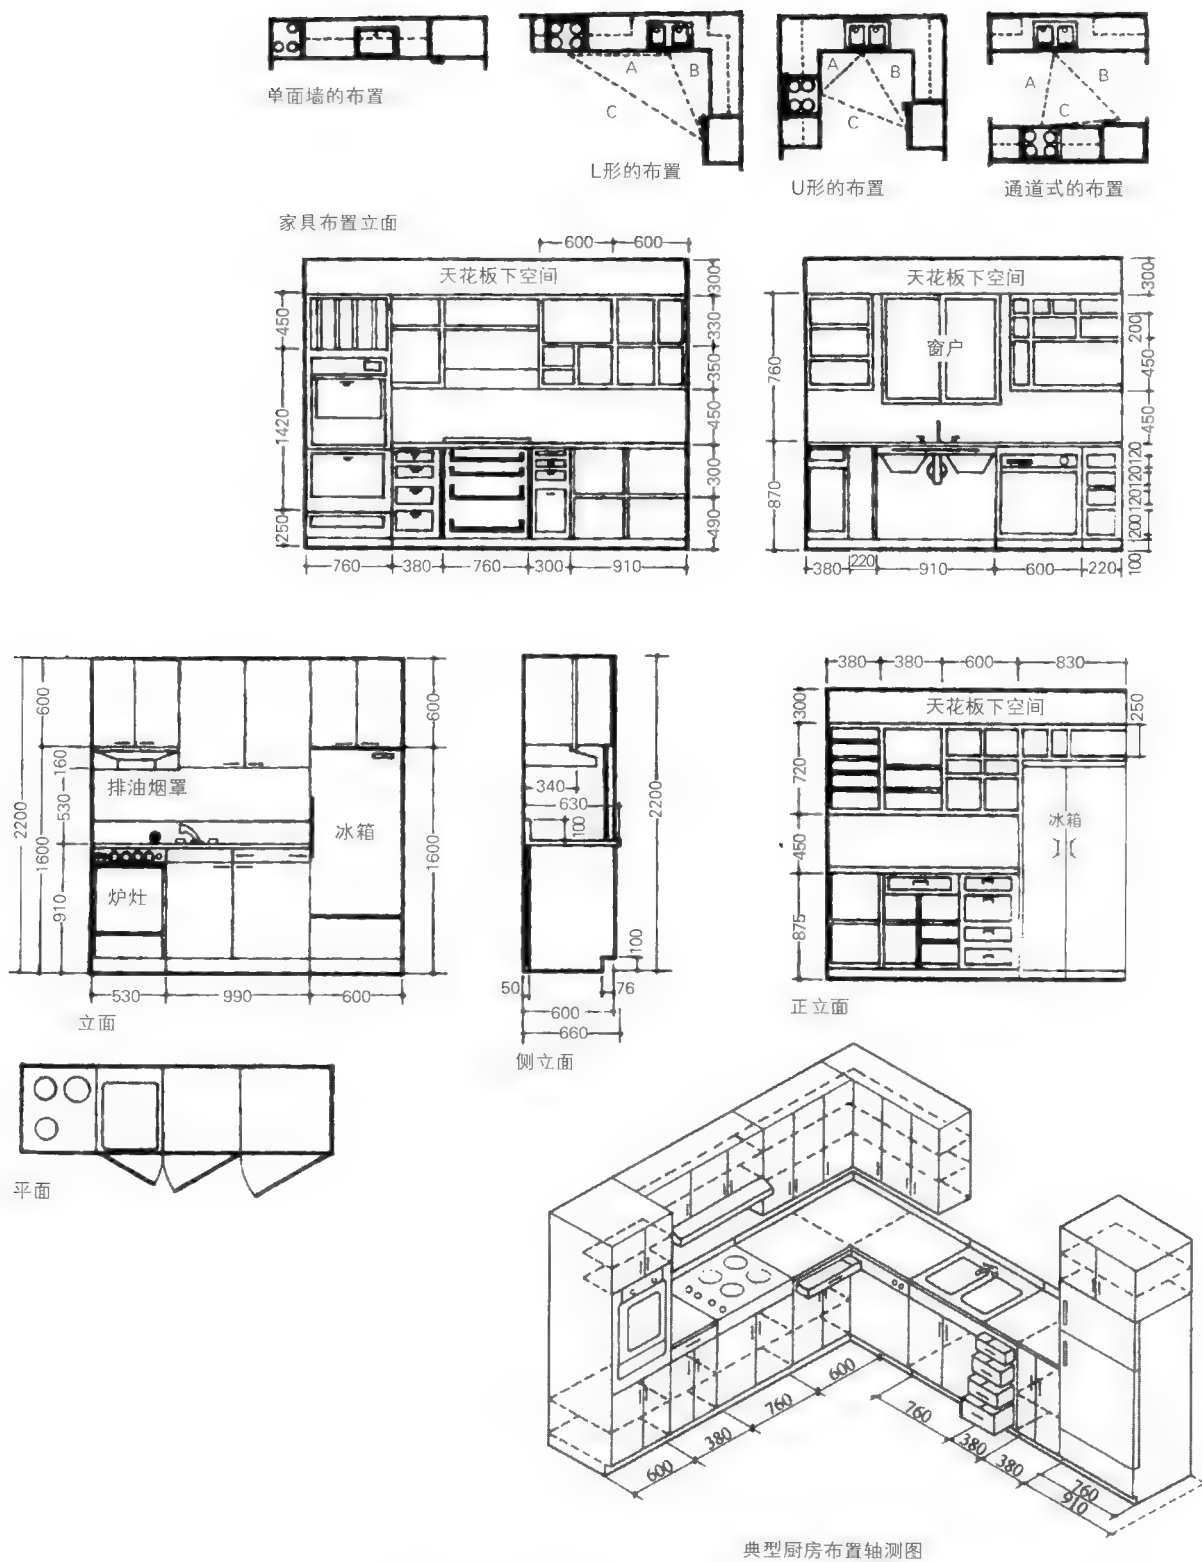 单面墙的布置
A
B
C
L形的布置
A
B
C
U形的布置
A
B
C
通道式的布置
家具布置立面
600 600
天花板下空间
450
1420
250
300
330
350
450
300
490
760 380 760 300 910
天花板下空间
窗户
760
870
300
200
450
450
120
120
120
200
100
380 220 910 600 220
2200
600
1600
160
530
910
排油烟罩
炉灶
冰箱
600
1600
530 990 600
立面
340
630
100
2200
100
50 76
600
660
侧立面
380 380 600 830
天花板下空间
300
720
450
875
250
冰箱
正立面
平面
600
380
760
600
760
380
380
760
910
典型厨房布置轴测图